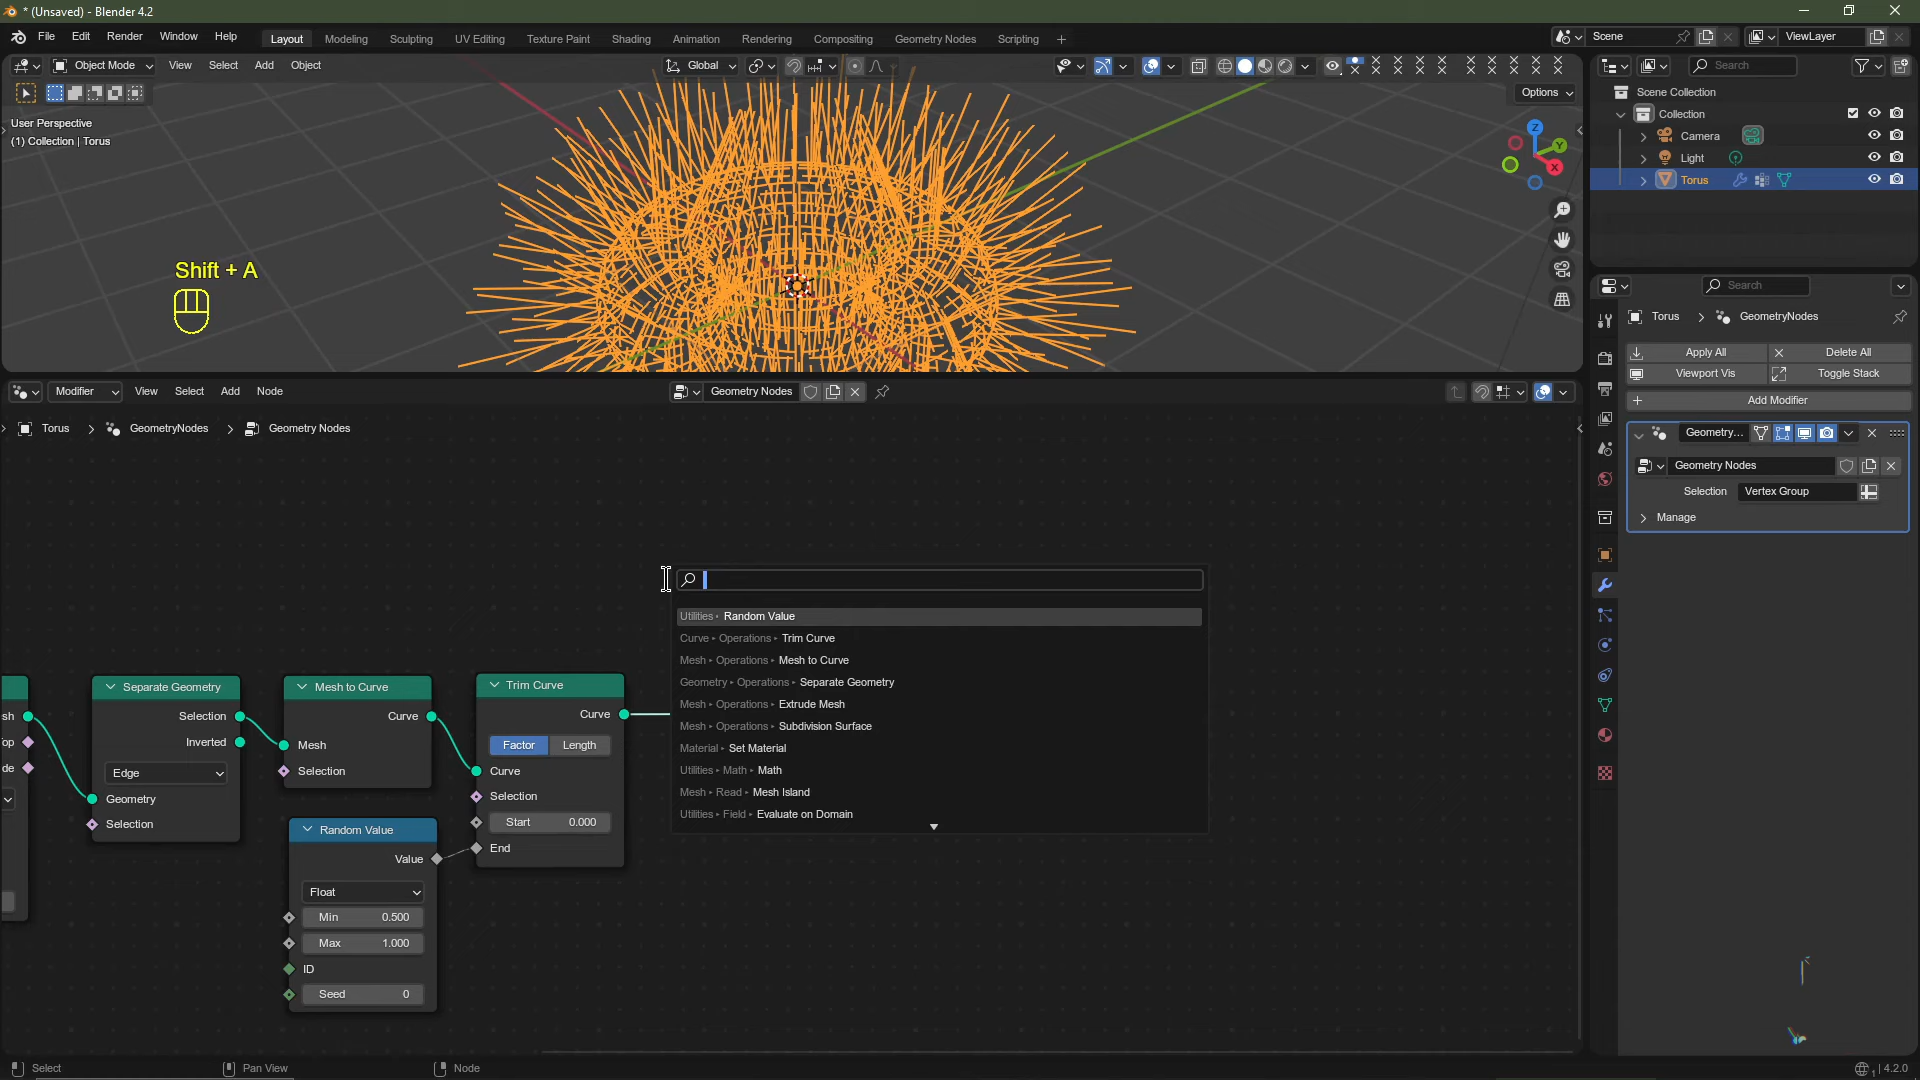 * (Unsaved) - Blender 4.2
File Edit Render Window Help Layout Modeling Sculpting UV Editing Texture Paint Shading Animation Rendering Compositing Geometry Nodes Scripting + Scene ViewLayer
Object Mode View Select Add Object Global Search
Options
User Perspective
(1) Collection | Torus
Scene Collection
Collection
Camera
Light
Torus
Z
Y
X
Shift + A
Search
Torus > GeometryNodes
Apply All Delete All
Viewport Vis Toggle Stack
+ Add Modifier
Geometry...
Geometry Nodes
Selection Vertex Group
Manage
Modifier View Select Add Node Geometry Nodes
Torus > GeometryNodes > Geometry Nodes
Utilities Random Value
Curve Operations Trim Curve
Mesh Operations Mesh to Curve
Geometry Operations Separate Geometry
Mesh Operations Extrude Mesh
Mesh Operations Subdivision Surface
Material Set Material
Utilities Math Math
Mesh Read Mesh Island
Utilities Field Evaluate on Domain
sh
op
de
Separate Geometry
Selection
Inverted
Edge
Geometry
Selection
Mesh to Curve
Curve
Mesh
Selection
Trim Curve
Curve
Factor Length
Curve
Selection
Start 0.000
End
Random Value
Value
Float
Min 0.500
Max 1.000
ID
Seed 0
Select Pan View Node 4.2.0